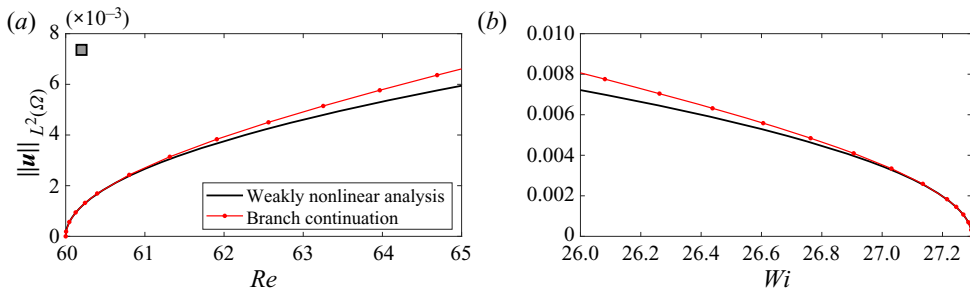 (a)
(×10⁻³)
8
6
4
2
0
||u||L²(Ω)
60 61 62 63 64 65
Re
Weakly nonlinear analysis
Branch continuation
(b)
0.010
0.008
0.006
0.004
0.002
0
26.0 26.2 26.4 26.6 26.8 27.0 27.2
Wi